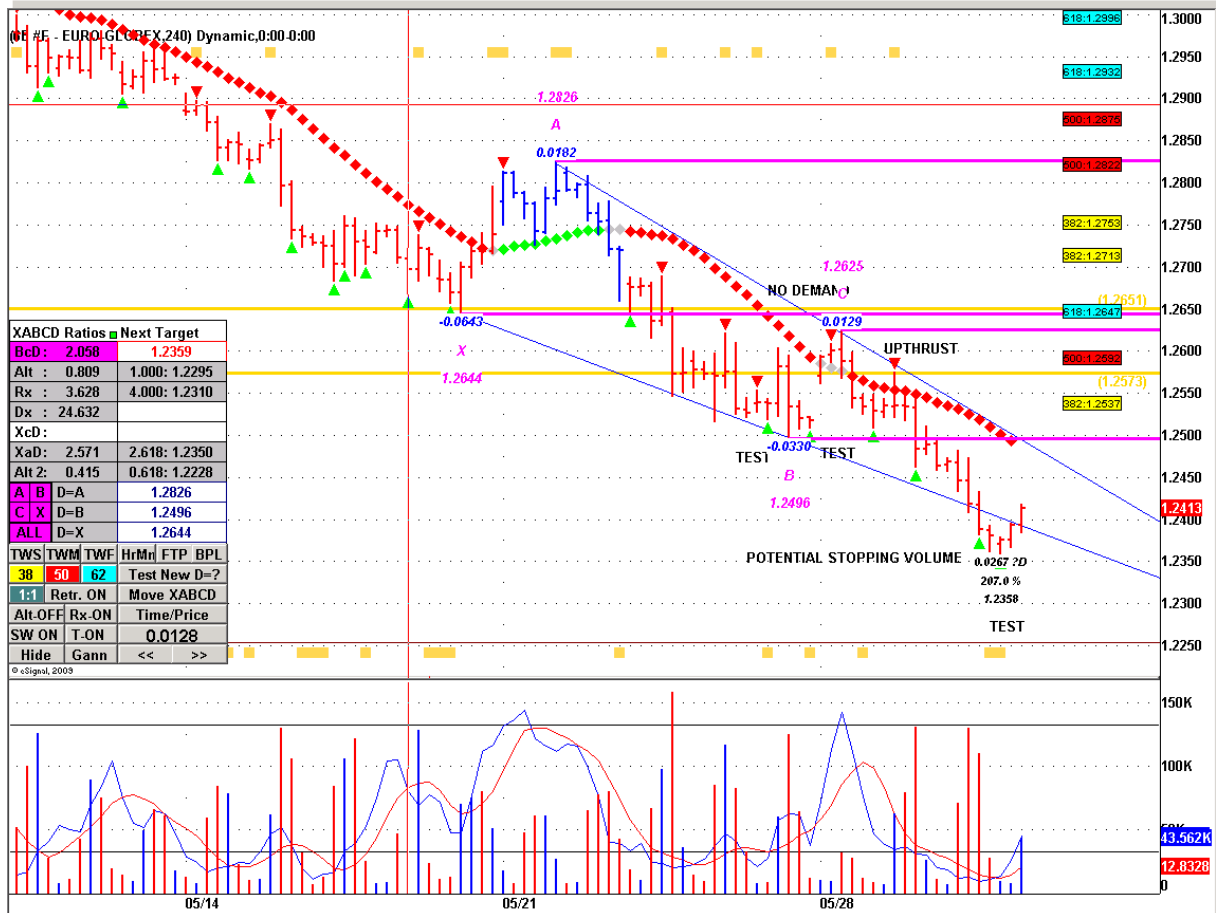 (6E #F - EURO GLOBEX,240) Dynamic,0:00-0:00
618:1.2996
1.3000
1.2950
618:1.2932
1.2900
1.2826
500:1.2875
A
1.2850
0.0182
500:1.2822
1.2800
382:1.2753
1.2750
382:1.2713
1.2700
1.2625
NO DEMAND
C
(1.2651)
1.2650
618:1.2647
-0.0643
0.0129
X
UPTHRUST
1.2600
500:1.2592
1.2644
(1.2573)
1.2550
382:1.2537
1.2500
-0.0330
TEST
TEST
B
1.2450
1.2496
1.2413
1.2400
POTENTIAL STOPPING VOLUME
0.0267 ?D
1.2350
207.0 %
1.2358
1.2300
TEST
1.2250
XABCD Ratios Next Target
BcD: 2.058 1.2359
Alt : 0.809 1.000: 1.2295
Rx : 3.628 4.000: 1.2310
Dx : 24.632
XcD:
XaD: 2.571 2.618: 1.2350
Alt 2: 0.415 0.618: 1.2228
A B D=A 1.2826
C X D=B 1.2496
ALL D=X 1.2644
TWS TWM TWF HrMn FTP BPL
38 50 62 Test New D=?
1:1 Retr. ON Move XABCD
Alt-OFF Rx-ON Time/Price
SW ON T-ON 0.0128
Hide Gann << >>
© eSignal, 2009
150K
100K
43.562K
12.8328
0
05/14 05/21 05/28